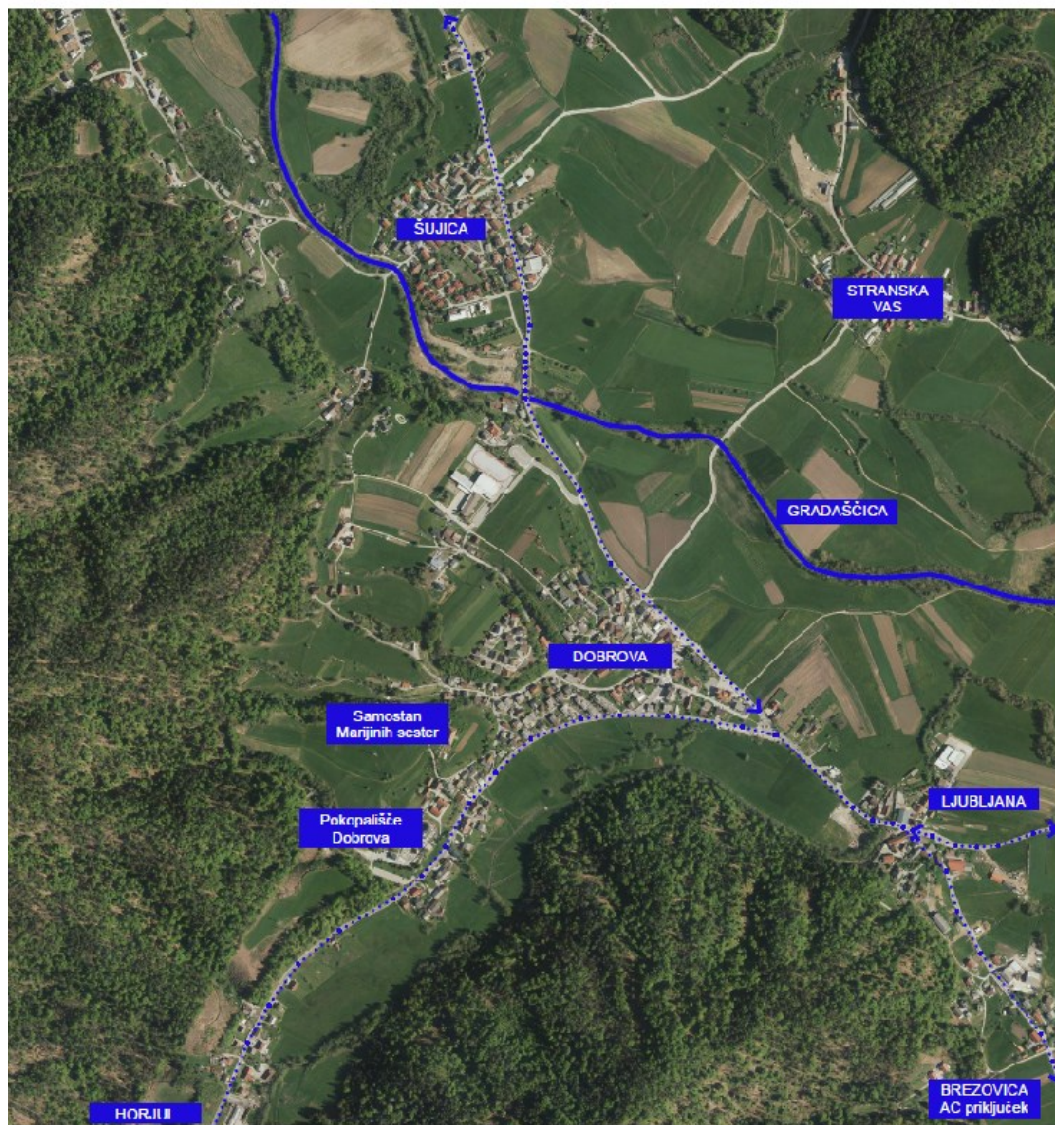 ŠUJICA
STRANSKA
VAS
GRADAŠČICA
DOBROVA
Samostan
Marijinih sester
LJUBLJANA
Pokopališče
Dobrova
BREZOVICA
AC priključek
HORJUL